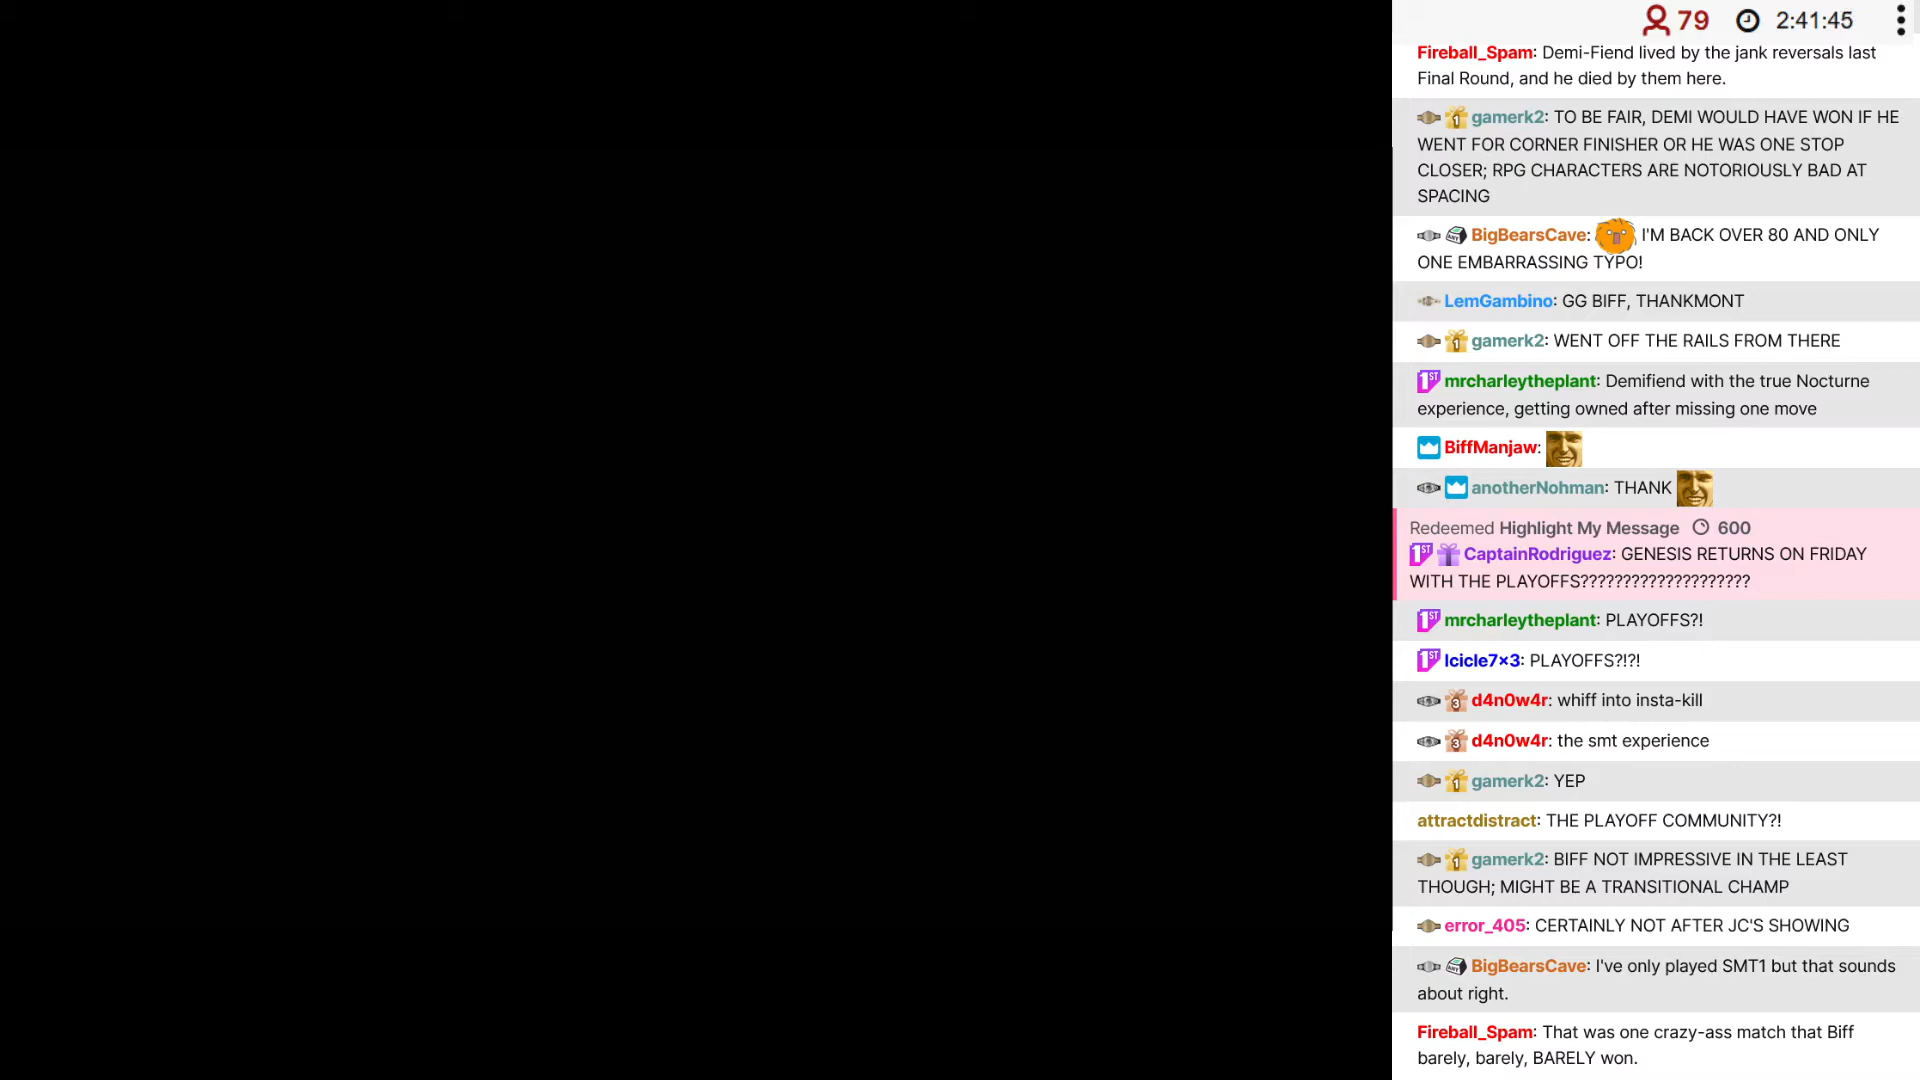 79 2:41:45
Fireball_Spam: Demi-Fiend lived by the jank reversals last
Final Round, and he died by them here.
gamerk2: TO BE FAIR, DEMI WOULD HAVE WON IF HE
WENT FOR CORNER FINISHER OR HE WAS ONE STOP
CLOSER; RPG CHARACTERS ARE NOTORIOUSLY BAD AT
SPACING
BigBearsCave: I'M BACK OVER 80 AND ONLY
ONE EMBARRASSING TYPO!
LemGambino: GG BIFF, THANKMONT
gamerk2: WENT OFF THE RAILS FROM THERE
1ST mrcharleytheplant: Demifiend with the true Nocturne
experience, getting owned after missing one move
BiffManjaw:
anotherNohman: THANK
Redeemed Highlight My Message 600
1ST CaptainRodriguez: GENESIS RETURNS ON FRIDAY
WITH THE PLAYOFFS????????????????????
1ST mrcharleytheplant: PLAYOFFS?!
1ST Icicle7x3: PLAYOFFS?!?!
3 d4n0w4r: whiff into insta-kill
3 d4n0w4r: the smt experience
1 gamerk2: YEP
attractdistract: THE PLAYOFF COMMUNITY?!
1 gamerk2: BIFF NOT IMPRESSIVE IN THE LEAST
THOUGH; MIGHT BE A TRANSITIONAL CHAMP
error_405: CERTAINLY NOT AFTER JC'S SHOWING
BigBearsCave: I've only played SMT1 but that sounds
about right.
Fireball_Spam: That was one crazy-ass match that Biff
barely, barely, BARELY won.